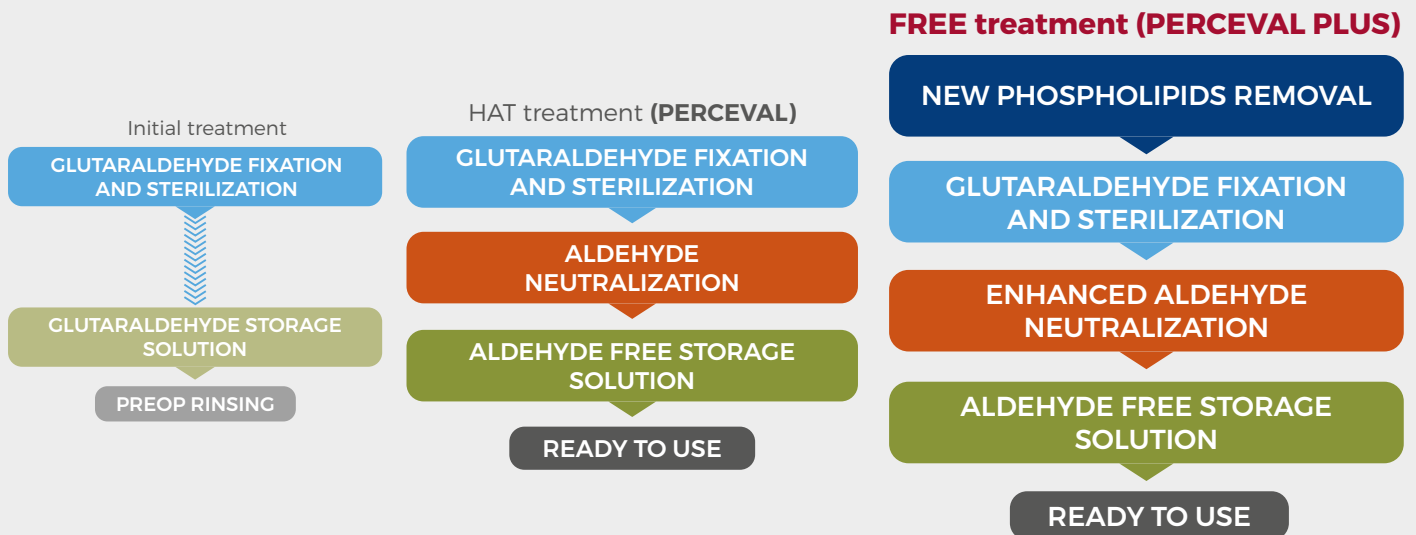 Initial treatment
GLUTARALDEHYDE FIXATION
AND STERILIZATION
GLUTARALDEHYDE STORAGE
SOLUTION
PREOP RINSING
HAT treatment (PERCEVAL)
GLUTARALDEHYDE FIXATION
AND STERILIZATION
ALDEHYDE
NEUTRALIZATION
ALDEHYDE FREE STORAGE
SOLUTION
READY TO USE
FREE treatment (PERCEVAL PLUS)
NEW PHOSPHOLIPIDS REMOVAL
GLUTARALDEHYDE FIXATION
AND STERILIZATION
ENHANCED ALDEHYDE
NEUTRALIZATION
ALDEHYDE FREE STORAGE
SOLUTION
READY TO USE